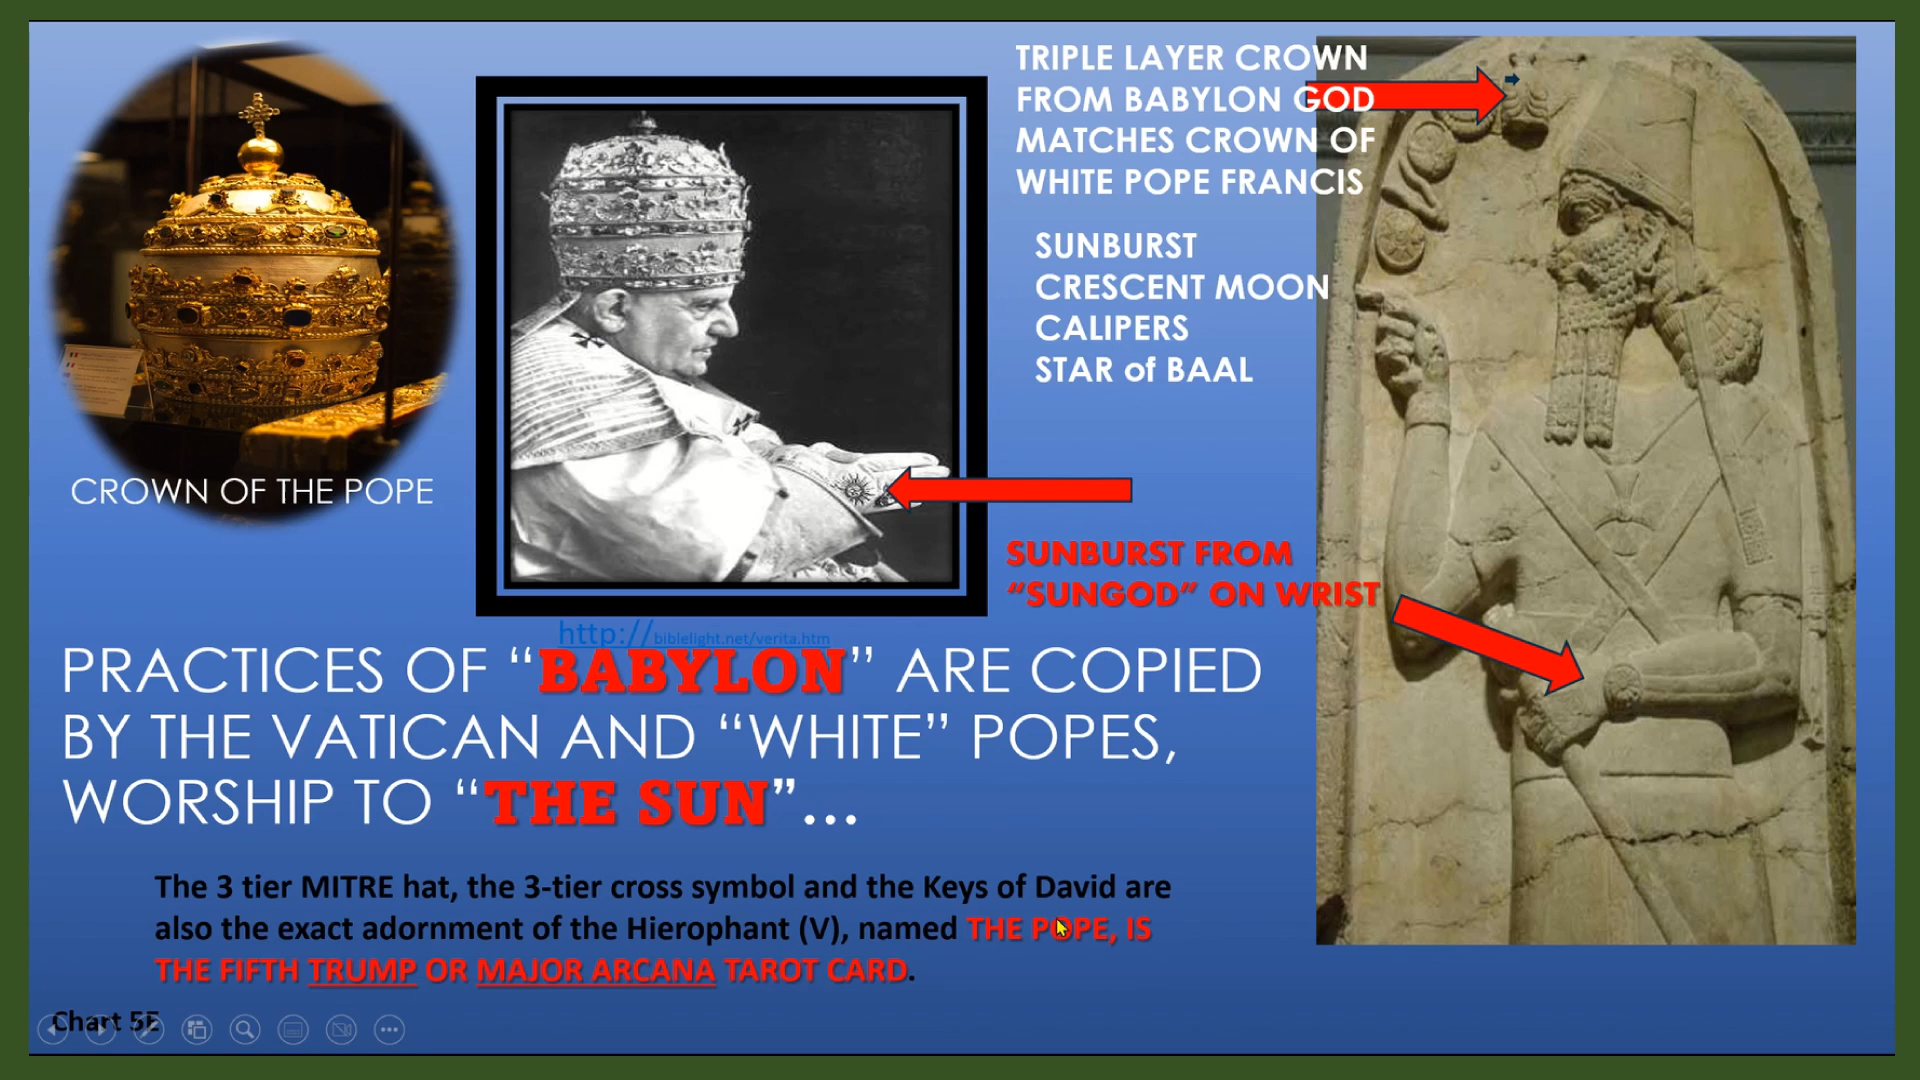 TRIPLE LAYER CROWN
FROM BABYLON GOD
MATCHES CROWN OF
WHITE POPE FRANCIS
SUNBURST
CRESCENT MOON
CALIPERS
STAR of BAAL
CROWN OF THE POPE
SUNBURST FROM
“SUNGOD” ON WRIST
http://biblelight.net/verita.htm
PRACTICES OF “BABYLON” ARE COPIED
BY THE VATICAN AND “WHITE” POPES,
WORSHIP TO “THE SUN”...
The 3 tier MITRE hat, the 3-tier cross symbol and the Keys of David are
also the exact adornment of the Hierophant (V), named THE POPE, IS
THE FIFTH TRUMP OR MAJOR ARCANA TAROT CARD.
Chart 5E